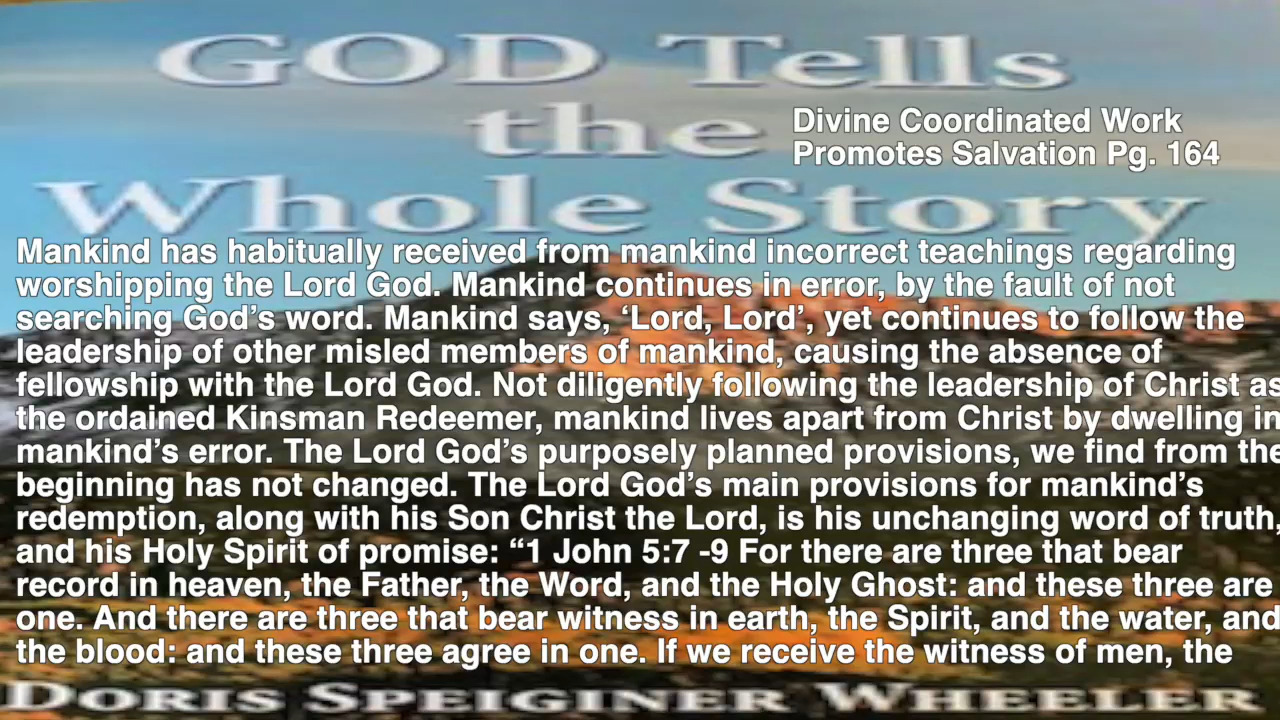 GOD Tells
the
Whole Story
Divine Coordinated Work
Promotes Salvation Pg. 164
Mankind has habitually received from mankind incorrect teachings regarding
worshipping the Lord God. Mankind continues in error, by the fault of not
searching God’s word. Mankind says, ‘Lord, Lord’, yet continues to follow the
leadership of other misled members of mankind, causing the absence of
fellowship with the Lord God. Not diligently following the leadership of Christ as
the ordained Kinsman Redeemer, mankind lives apart from Christ by dwelling in
mankind’s error. The Lord God’s purposely planned provisions, we find from the
beginning has not changed. The Lord God’s main provisions for mankind’s
redemption, along with his Son Christ the Lord, is his unchanging word of truth,
and his Holy Spirit of promise: “1 John 5:7 -9 For there are three that bear
record in heaven, the Father, the Word, and the Holy Ghost: and these three are
one. And there are three that bear witness in earth, the Spirit, and the water, and
the blood: and these three agree in one. If we receive the witness of men, the
DORIS SPEIGINER WHEELER